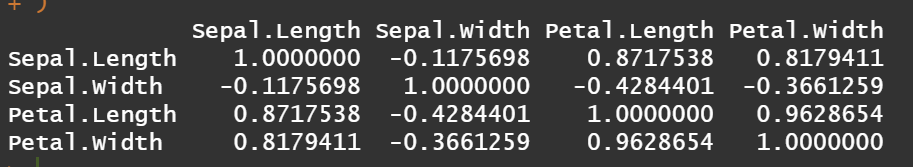 + )
Sepal.Length Sepal.Width Petal.Length Petal.Width
Sepal.Length 1.0000000 -0.1175698 0.8717538 0.8179411
Sepal.Width -0.1175698 1.0000000 -0.4284401 -0.3661259
Petal.Length 0.8717538 -0.4284401 1.0000000 0.9628654
Petal.Width 0.8179411 -0.3661259 0.9628654 1.0000000